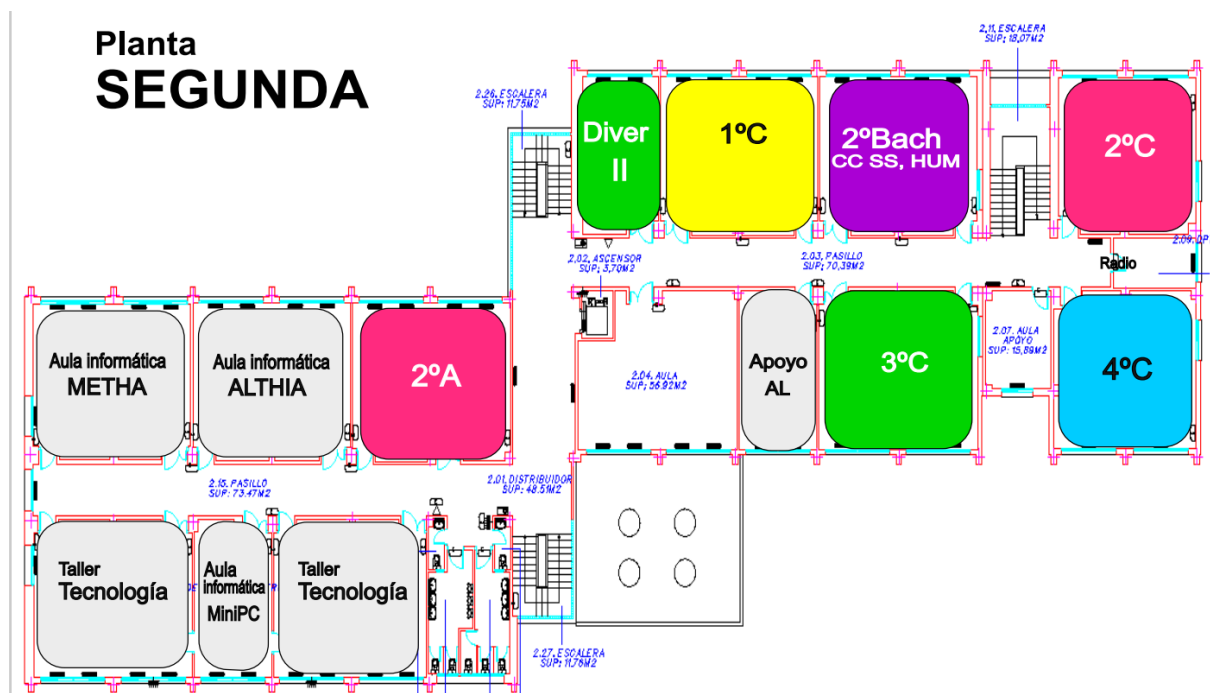 Planta
SEGUNDA
2.11. ESCALERA
SUP: 18,07M2
2.26. ESCALERA
SUP: 11,75M2
Diver
II
1ºC
2ºBach
CC SS, HUM
2ºC
2.02. ASCENSOR
SUP: 3,70M2
2.03. PASILLO
SUP: 70,39M2
Radio
Aula informática
METHA
Aula informática
ALTHIA
2ºA
2.04. AULA
SUP: 56,92M2
Apoyo
AL
3ºC
2.07. AULA
APOYO
SUP: 15,89M2
4ºC
2.15. PASILLO
SUP: 73,47M2
2.01. DISTRIBUIDOR
SUP: 48,51M2
Taller
Tecnología
Aula
informática
MiniPC
Taller
Tecnología
2.27. ESCALERA
SUP: 11,76M2